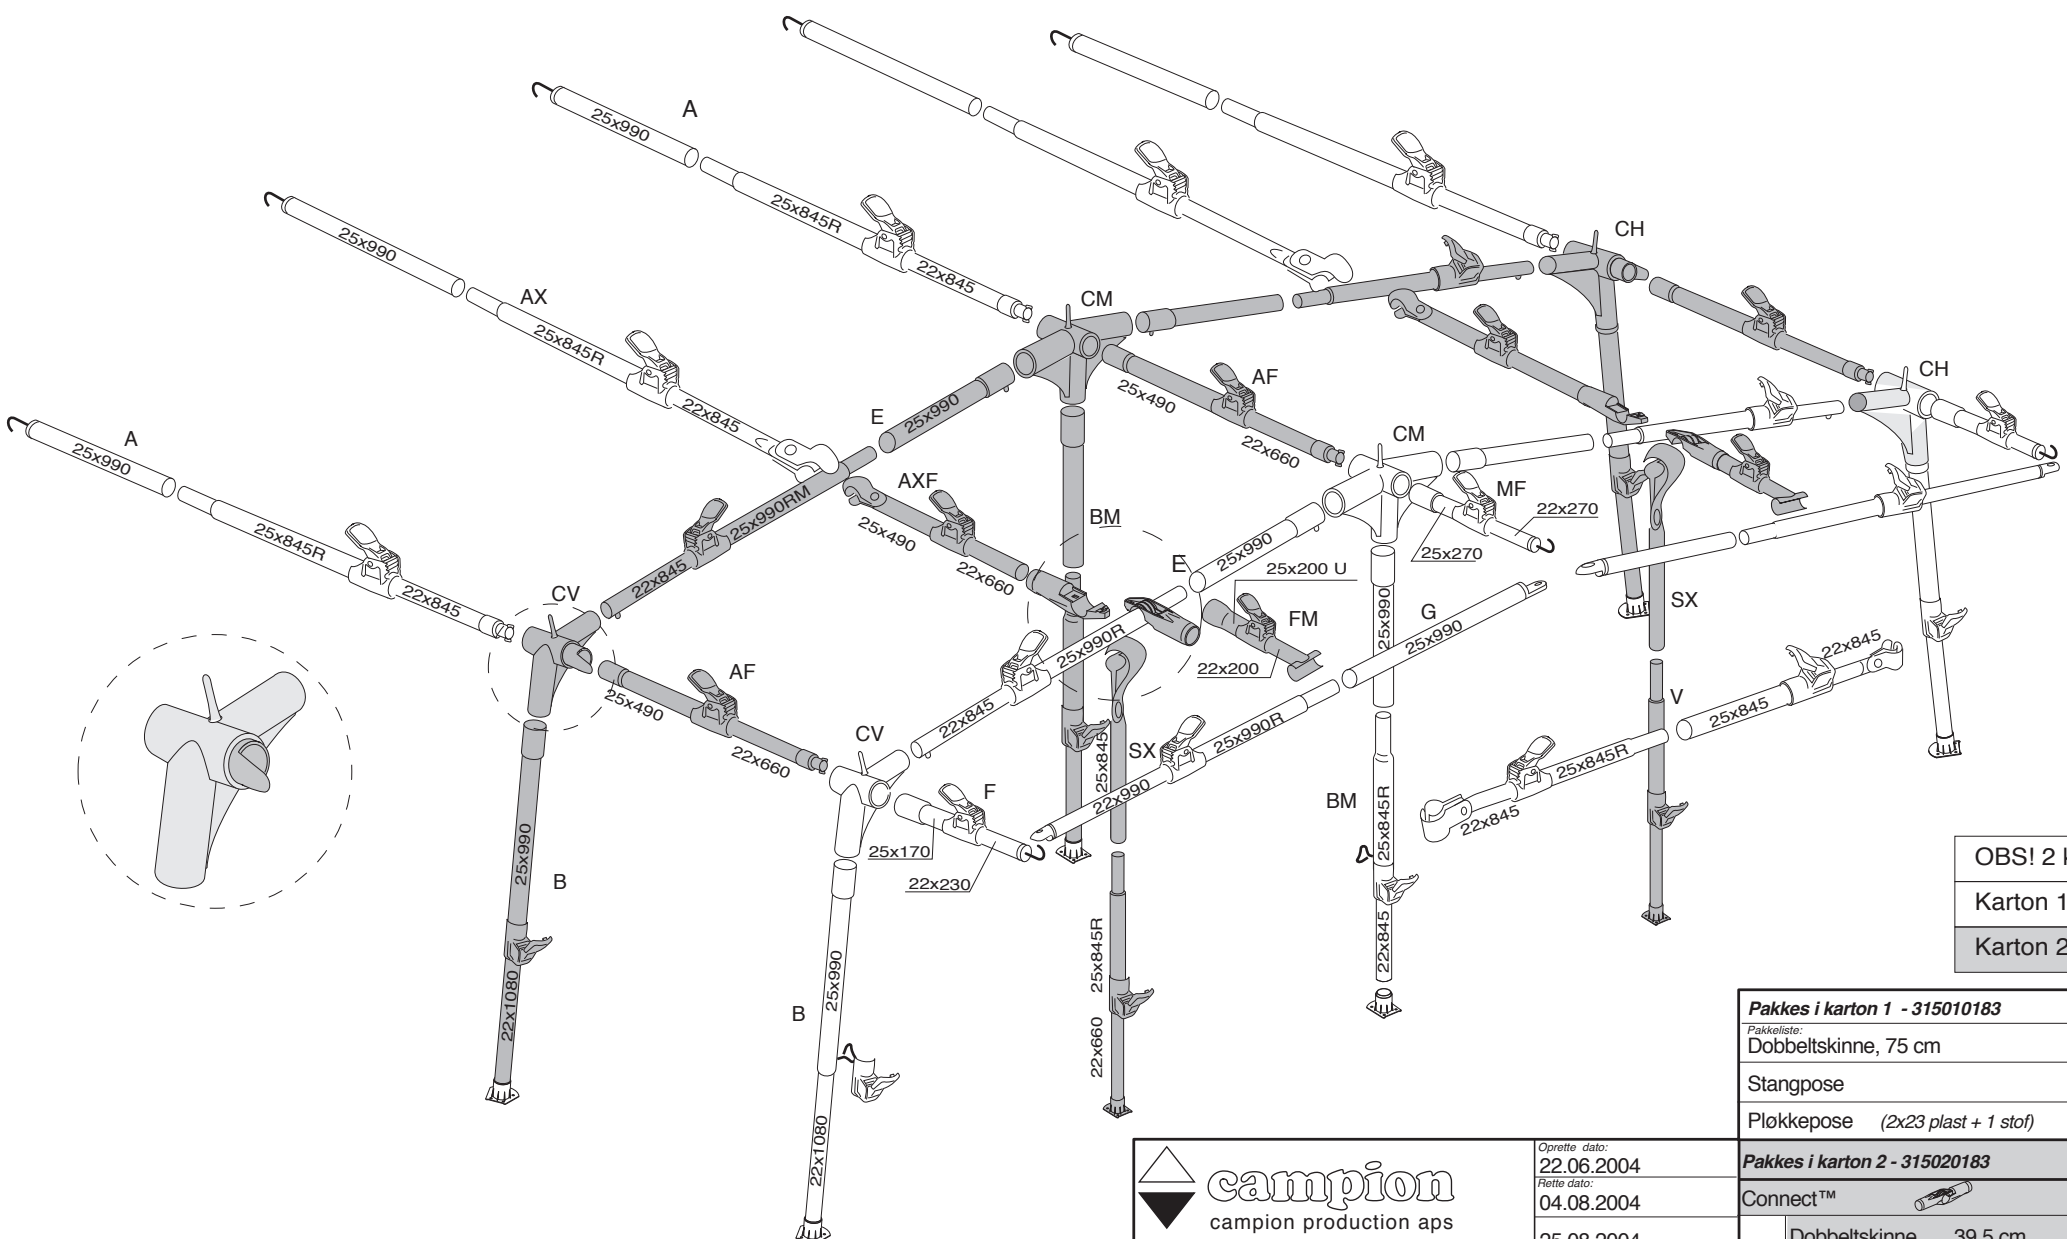 A
25x990
25x845R
22x845
CH
25x990
AX
25x845R
22x845
CM
CH
A
25x990
25x845R
22x845
E
25x990
25x490
AF
22x660
CM
AXF
25x990RM
25x490
22x660
BM
MF
22x270
25x270
CV
22x845
E
25x990
25x200 U
FM
22x200
G
25x990
25x990
SX
22x845
AF
25x490
22x660
CV
22x845
25x990R
25x845
SX
25x990R
22x990
V
25x845
25x845R
22x845
BM
25x845R
F
25x170
22x230
25x990
B
22x1080
25x990
B
22x1080
25x845R
22x660
22x845
OBS! 2
Karton 1
Karton 2
Pakkes i karton 1 - 315010183
Pakkeliste:
Dobbeltskinne, 75 cm
Stangpose
Pløkkepose (2x23 plast + 1 stof)
Pakkes i karton 2 - 315020183
Connect™
Dobbeltskinne 39,5 cm
campion
campion production aps
Oprette dato:
22.06.2004
Rette dato:
04.08.2004
25.08.2004